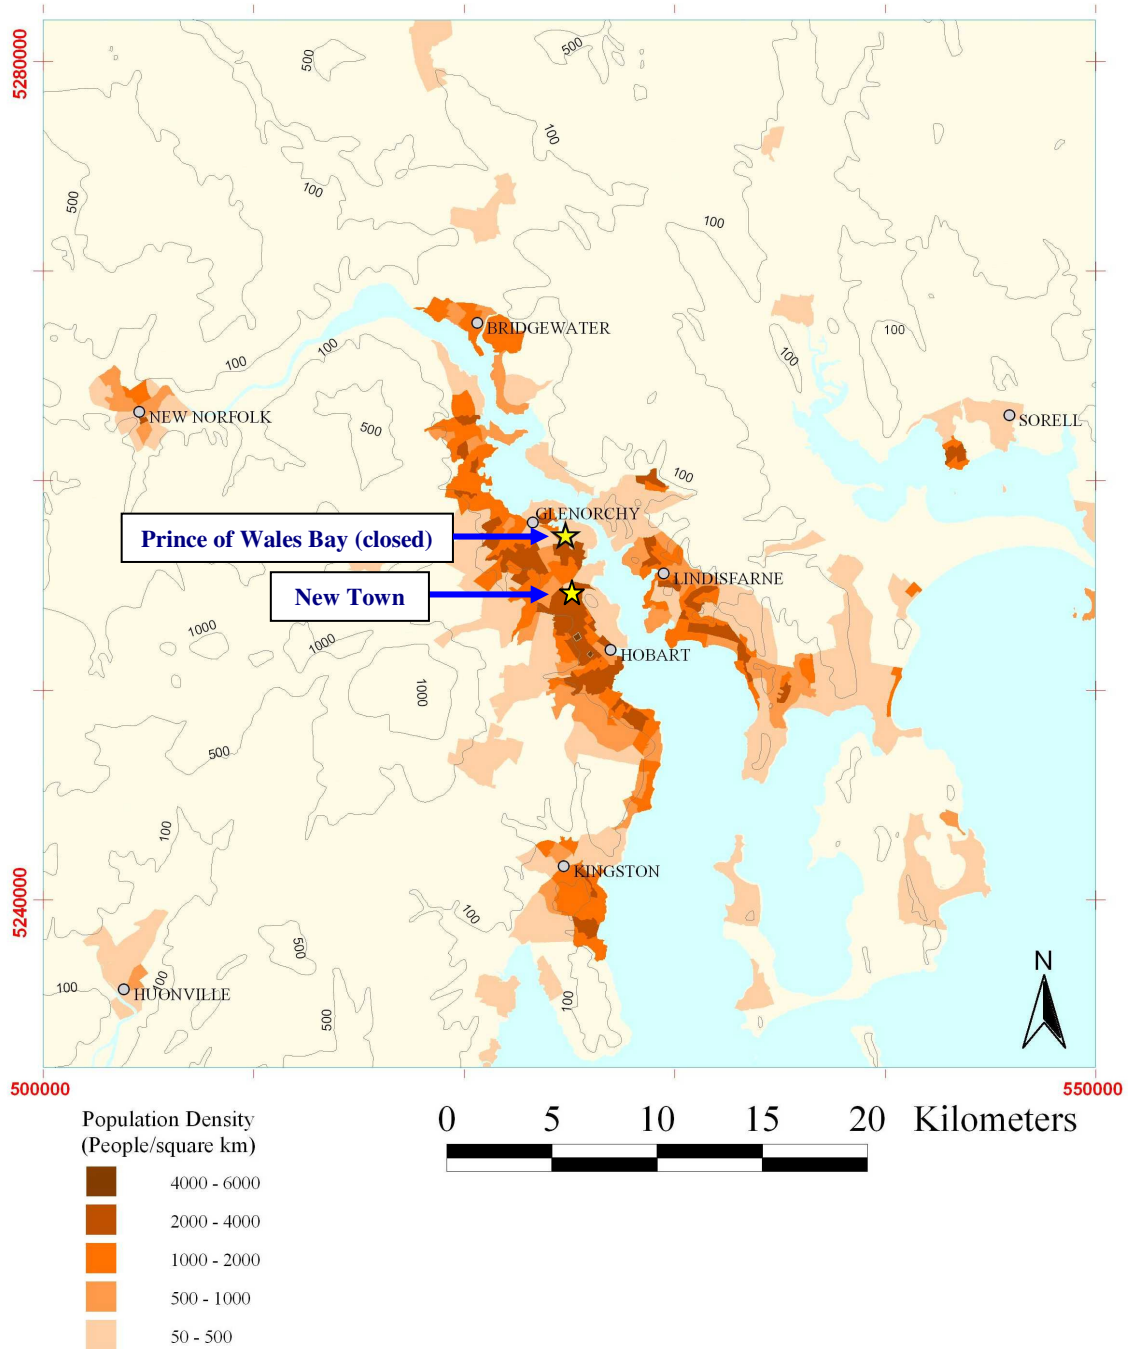 5280000
500
500
100
100
500
100
BRIDGEWATER
100
100
100
100
NEW NORFOLK
500
SORELL
100
GLENORCHY
Prince of Wales Bay (closed)
LINDISFARNE
New Town
1000
1000
HOBART
1000
500
100
KINGSTON
5240000
100
500
N
100
100
HUONVILLE
100
500
500000
550000
Population Density
(People/square km)
0 5 10 15 20 Kilometers
4000 - 6000
2000 - 4000
1000 - 2000
500 - 1000
50 - 500